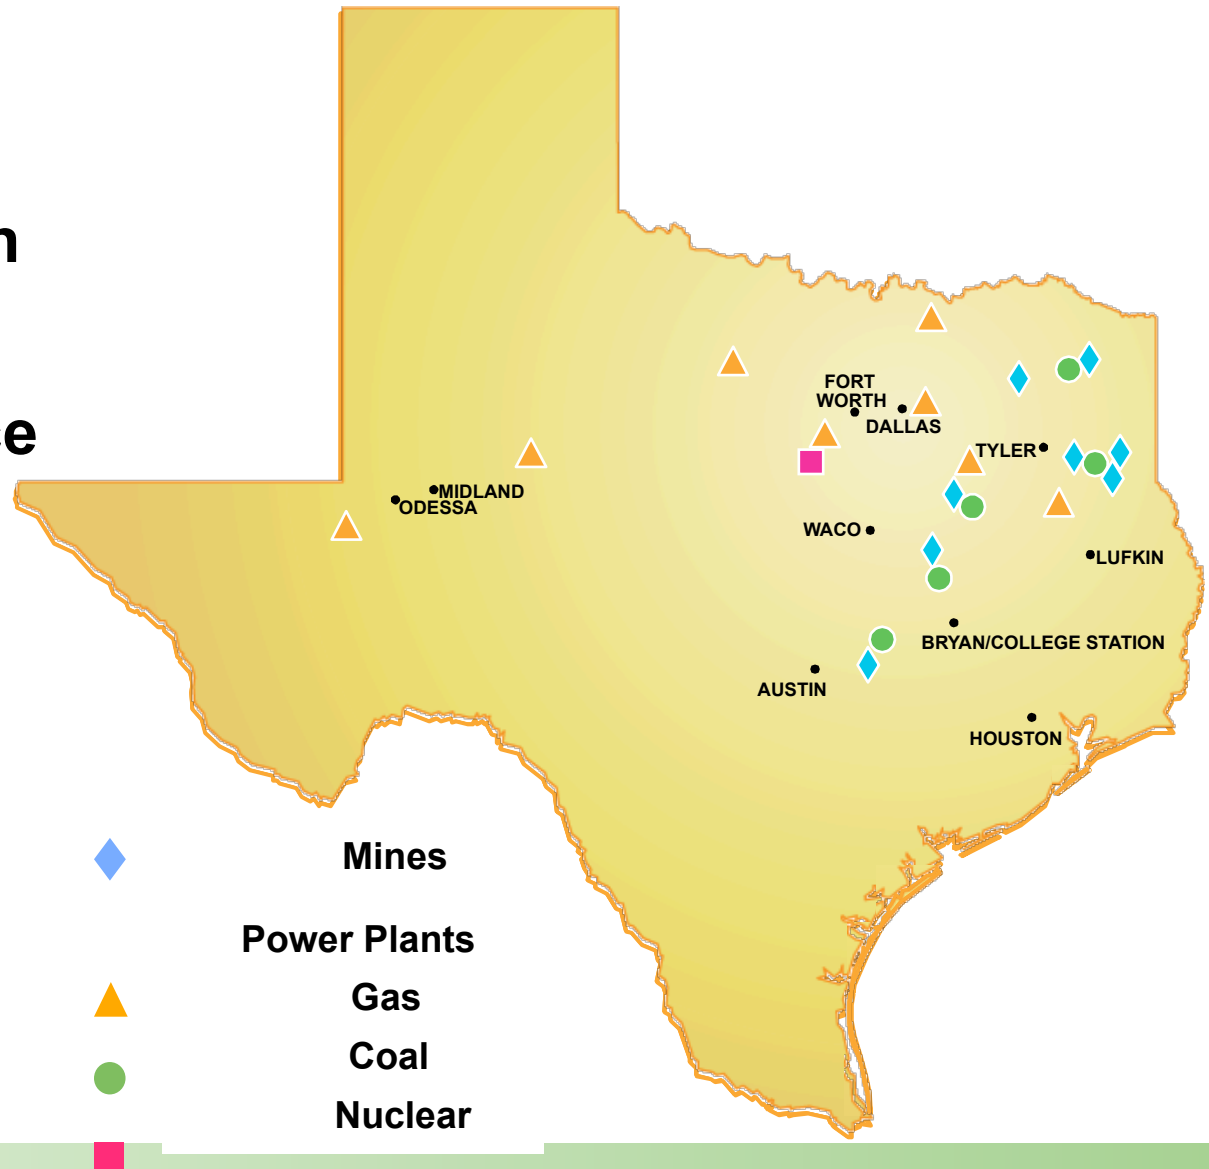 n
ce
FORT
WORTH
DALLAS
TYLER
MIDLAND
ODESSA
WACO
LUFKIN
BRYAN/COLLEGE STATION
AUSTIN
HOUSTON
Mines
Power Plants
Gas
Coal
Nuclear